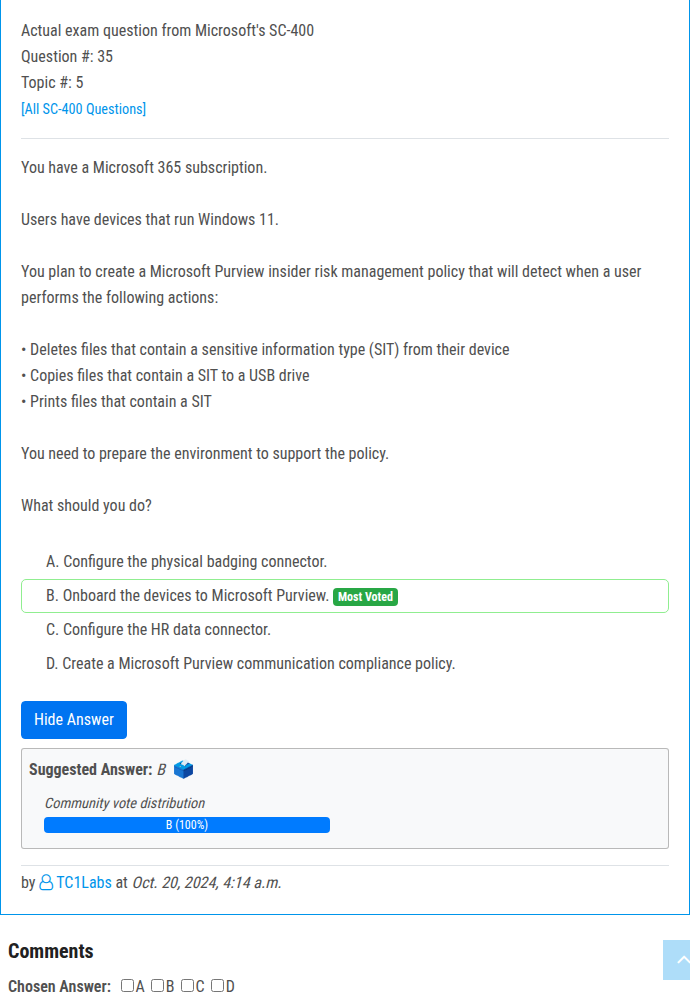 Actual exam question from Microsoft's SC-400
Question #: 35
Topic #: 5
[All SC-400 Questions]
You have a Microsoft 365 subscription.
Users have devices that run Windows 11.
You plan to create a Microsoft Purview insider risk management policy that will detect when a user
performs the following actions:
• Deletes files that contain a sensitive information type (SIT) from their device
• Copies files that contain a SIT to a USB drive
• Prints files that contain a SIT
You need to prepare the environment to support the policy.
What should you do?
A. Configure the physical badging connector.
B. Onboard the devices to Microsoft Purview. Most Voted
C. Configure the HR data connector.
D. Create a Microsoft Purview communication compliance policy.
Hide Answer
Suggested Answer: B
Community vote distribution
B (100%)
by TC1Labs at Oct. 20, 2024, 4:14 a.m.
Comments
Chosen Answer: A B C D